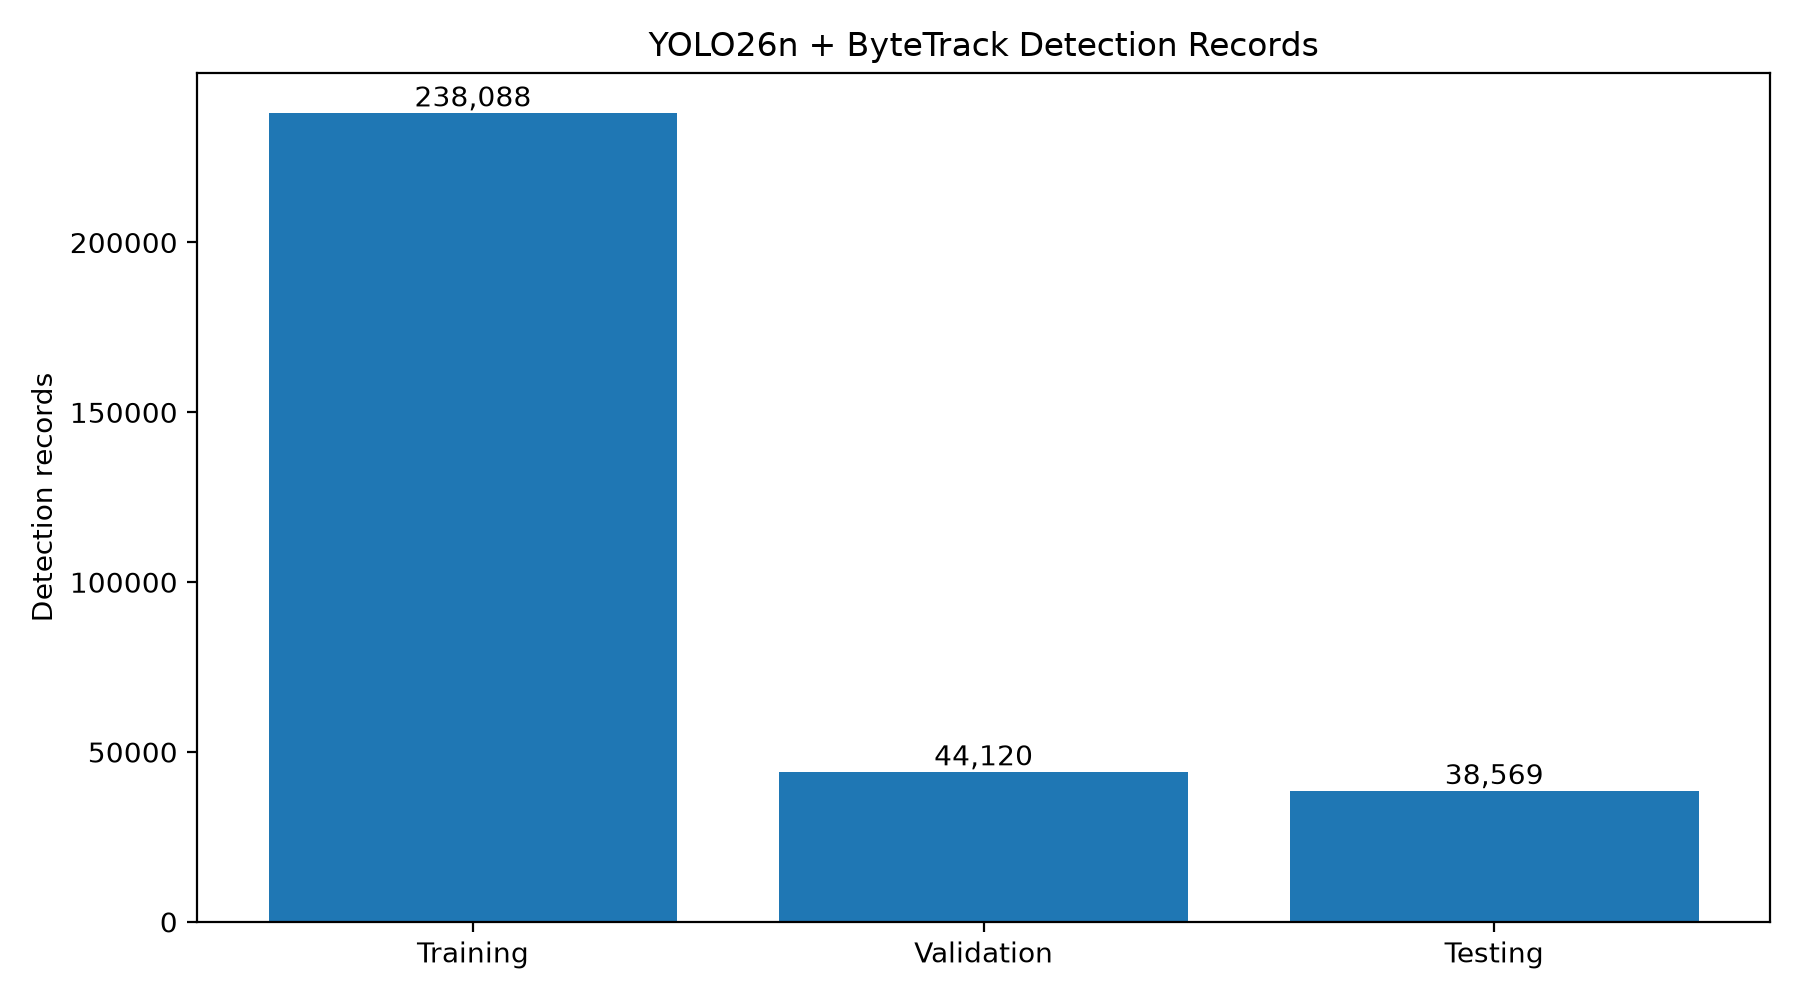 YOLO26n + ByteTrack Detection Records
238,088
200000
150000
100000
50000
0
Detection records
44,120
38,569
Training
Validation
Testing